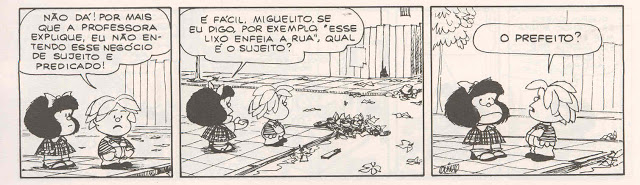 NÃO DÁ! POR MAIS
QUE A PROFESSORA
EXPLIQUE, EU NÃO EN-
TENDO ESSE NEGÓCIO
DE SUJEITO E
PREDICADO!
É FÁCIL, MIGUELITO. SE
EU DIGO, POR EXEMPLO "ESSE
LIXO ENFEIA A RUA", QUAL
É O SUJEITO?
O PREFEITO?